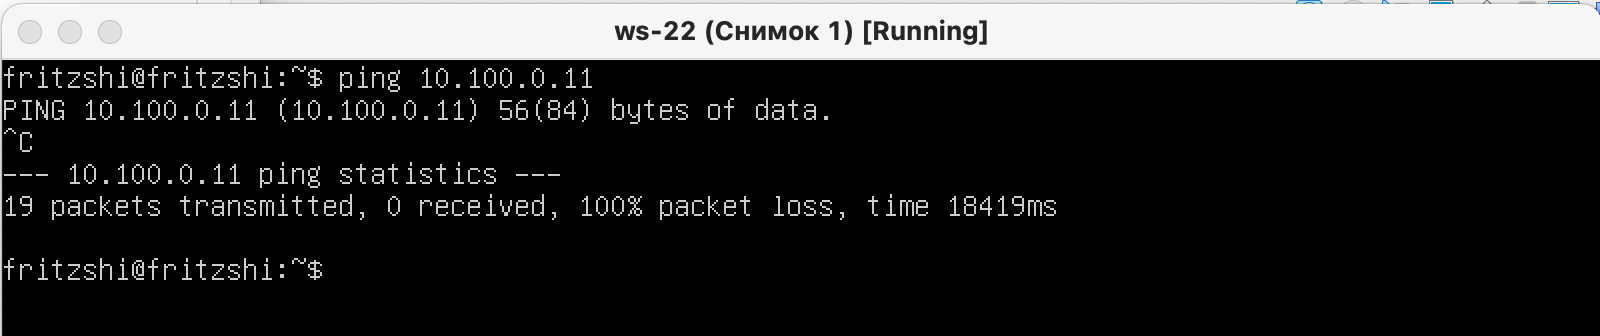 ws-22 (Снимок 1) [Running]
fritzshi@fritzshi:~$ ping 10.100.0.11
PING 10.100.0.11 (10.100.0.11) 56(84) bytes of data.
^C
--- 10.100.0.11 ping statistics ---
19 packets transmitted, 0 received, 100% packet loss, time 18419ms
fritzshi@fritzshi:~$